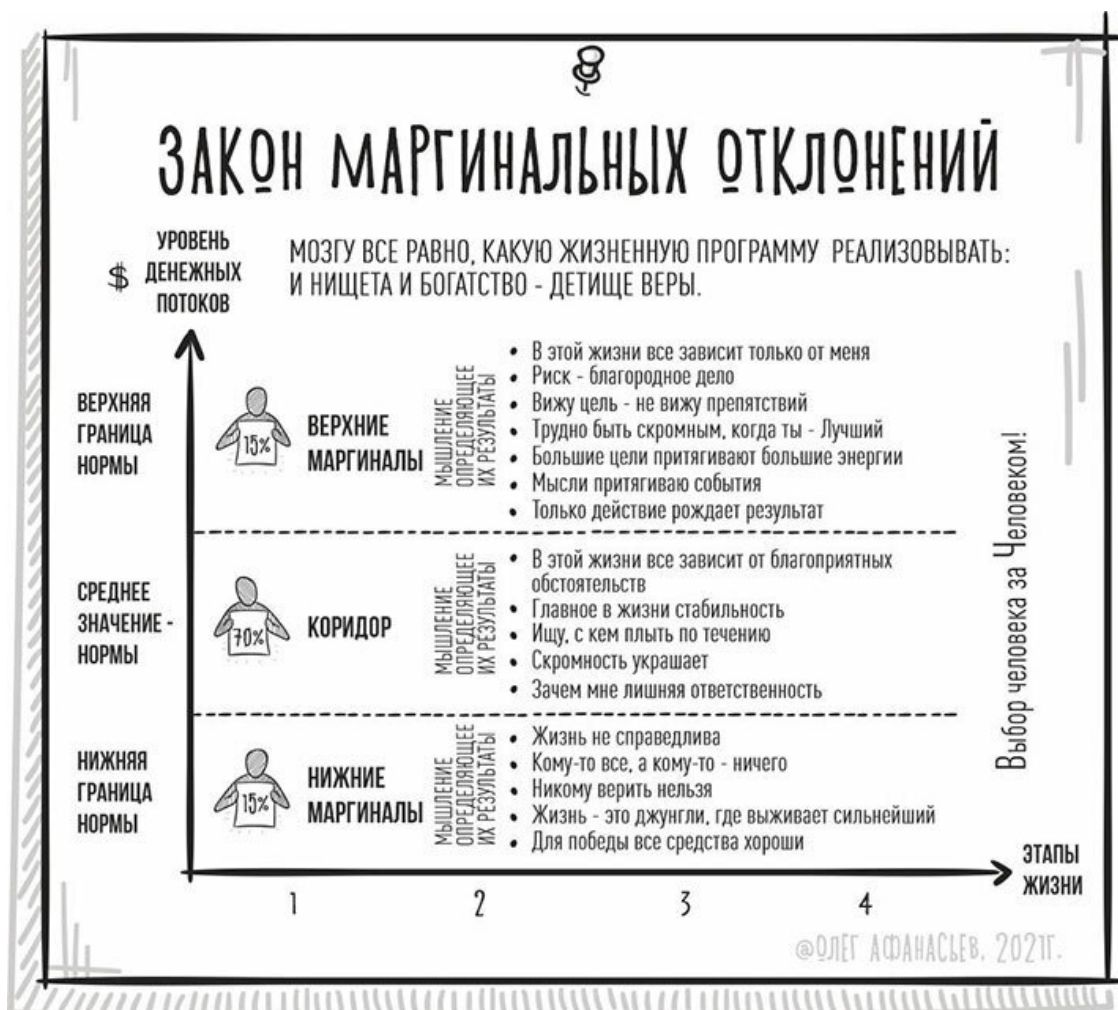 ЗАКОН МАРГИНАЛЬНЫХ ОТКЛОНЕНИЙ
УРОВЕНЬ
$ ДЕНЕЖНЫХ
ПОТОКОВ
МОЗГУ ВСЕ РАВНО, КАКУЮ ЖИЗНЕННУЮ ПРОГРАММУ РЕАЛИЗОВЫВАТЬ:
И НИЩЕТА И БОГАТСТВО - ДЕТИЩЕ ВЕРЫ.
ВЕРХНЯЯ
ГРАНИЦА
НОРМЫ
15%
ВЕРХНИЕ
МАРГИНАЛЫ
МЫШЛЕНИЕ
ОПРЕДЕЛЯЮЩЕЕ
ИХ РЕЗУЛЬТАТЫ
• В этой жизни все зависит только от меня
• Риск - благородное дело
• Вижу цель - не вижу препятствий
• Трудно быть скромным, когда ты - Лучший
• Большие цели притягивают большие энергии
• Мысли притягиваю события
• Только действие рождает результат
СРЕДНЕЕ
ЗНАЧЕНИЕ -
НОРМЫ
70%
КОРИДОР
МЫШЛЕНИЕ
ОПРЕДЕЛЯЮЩЕЕ
ИХ РЕЗУЛЬТАТЫ
• В этой жизни все зависит от благоприятных
обстоятельств
• Главное в жизни стабильность
• Ищу, с кем плыть по течению
• Скромность украшает
• Зачем мне лишняя ответственность
НИЖНЯЯ
ГРАНИЦА
НОРМЫ
15%
НИЖНИЕ
МАРГИНАЛЫ
МЫШЛЕНИЕ
ОПРЕДЕЛЯЮЩЕЕ
ИХ РЕЗУЛЬТАТЫ
• Жизнь не справедлива
• Кому-то все, а кому-то - ничего
• Никому верить нельзя
• Жизнь - это джунгли, где выживает сильнейший
• Для победы все средства хороши
Выбор человека за Человеком!
ЭТАПЫ
ЖИЗНИ
1 2 3 4
@ОЛЕГ АФАНАСЬЕВ, 2021Г.